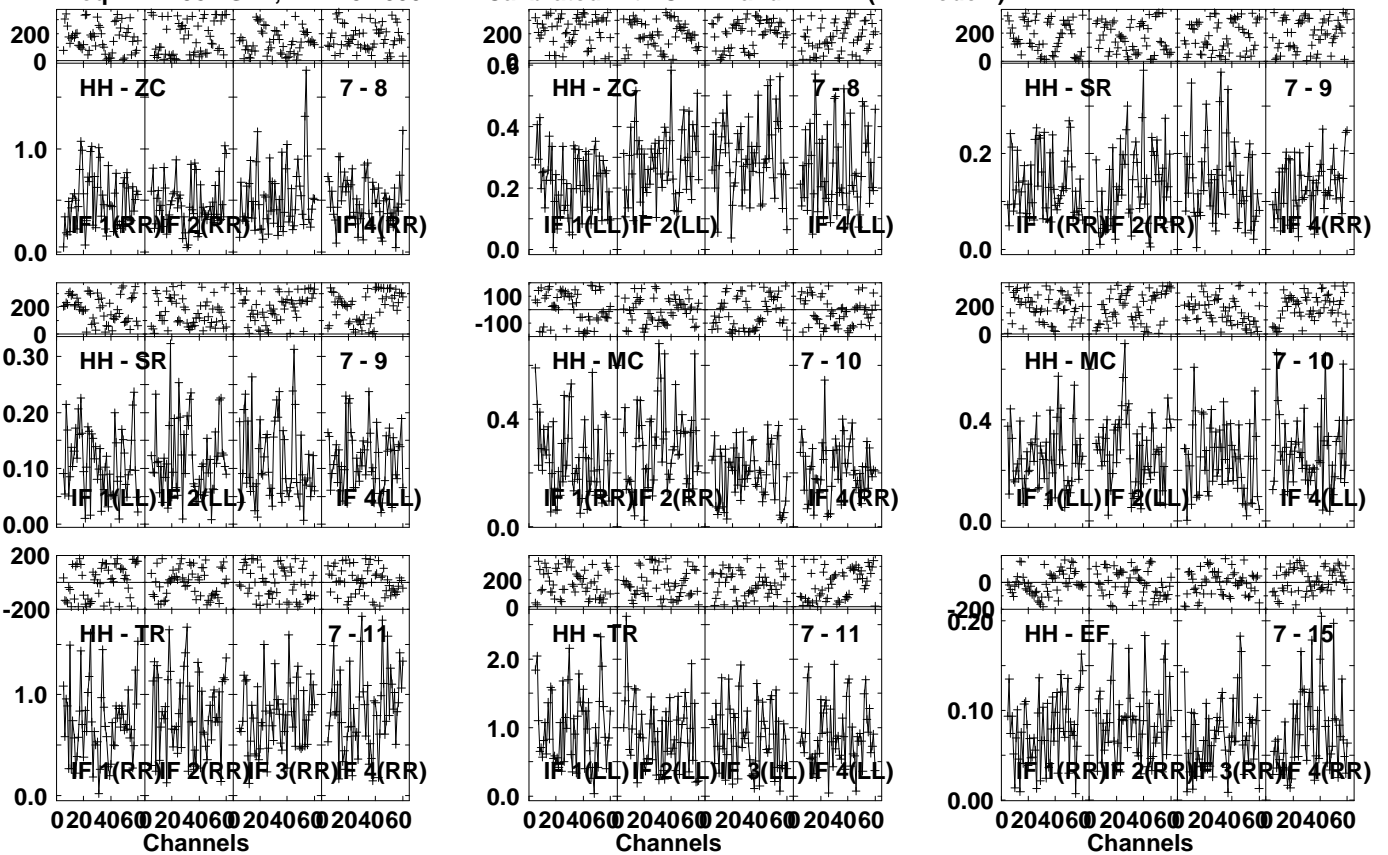 200
0
HH - ZC 7 - 8
1.0
IF 1(RR) IF 2(RR) IF 4(RR)
0.0
200
0.6
HH - ZC 7 - 8
0.4
0.2
IF 1(LL) IF 2(LL) IF 4(LL)
0.0
200
0
HH - SR 7 - 9
0.2
IF 1(RR) IF 2(RR) IF 4(RR)
0.0
200
0
0.30
HH - SR 7 - 9
0.20
0.10
IF 1(LL) IF 2(LL) IF 4(LL)
0.00
100
-100
HH - MC 7 - 10
0.4
IF 1(RR) IF 2(RR) IF 4(RR)
0.0
200
0
HH - MC 7 - 10
0.4
IF 1(LL) IF 2(LL) IF 4(LL)
0.0
200
-200
HH - TR 7 - 11
1.0
IF 1(RR) IF 2(RR) IF 3(RR) IF 4(RR)
0.0
0 20 40 60 0 20 40 60 0 20 40 60 0 20 40 60
Channels
200
0
HH - TR 7 - 11
2.0
1.0
IF 1(LL) IF 2(LL) IF 3(LL) IF 4(LL)
0.0
0 20 40 60 0 20 40 60 0 20 40 60 0 20 40 60
Channels
0
-200
0.20
HH - EF 7 - 15
0.10
IF 1(RR) IF 2(RR) IF 3(RR) IF 4(RR)
0.00
0 20 40 60 0 20 40 60 0 20 40 60 0 20 40 60
Channels